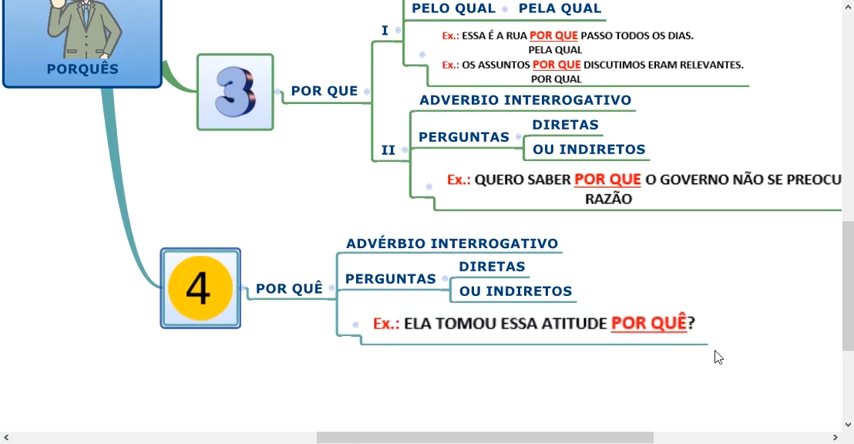 PELO QUAL
PELA QUAL
I
Ex.: ESSA É A RUA POR QUE PASSO TODOS OS DIAS.
PELA QUAL
Ex.: OS ASSUNTOS POR QUE DISCUTIMOS ERAM RELEVANTES.
POR QUAL
PORQUÊS
3
POR QUE
ADVERBIO INTERROGATIVO
PERGUNTAS
DIRETAS
OU INDIRETOS
II
Ex.: QUERO SABER POR QUE O GOVERNO NÃO SE PREOCU
RAZÃO
4
POR QUÊ
ADVÉRBIO INTERROGATIVO
PERGUNTAS
DIRETAS
OU INDIRETOS
Ex.: ELA TOMOU ESSA ATITUDE POR QUÊ?